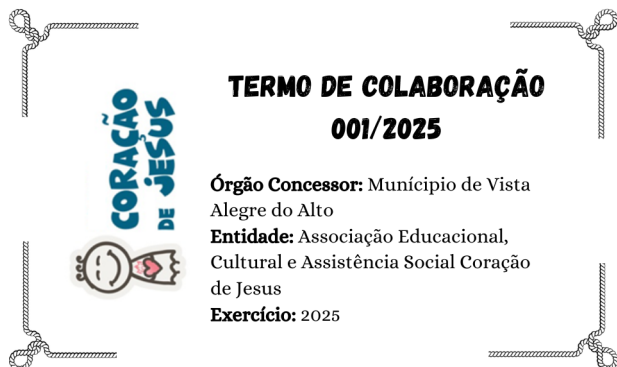 CORAÇÃO
DE JESUS
TERMO DE COLABORAÇÃO
001/2025
Órgão Concessor: Munícipio de Vista
Alegre do Alto
Entidade: Associação Educacional,
Cultural e Assistência Social Coração
de Jesus
Exercício: 2025